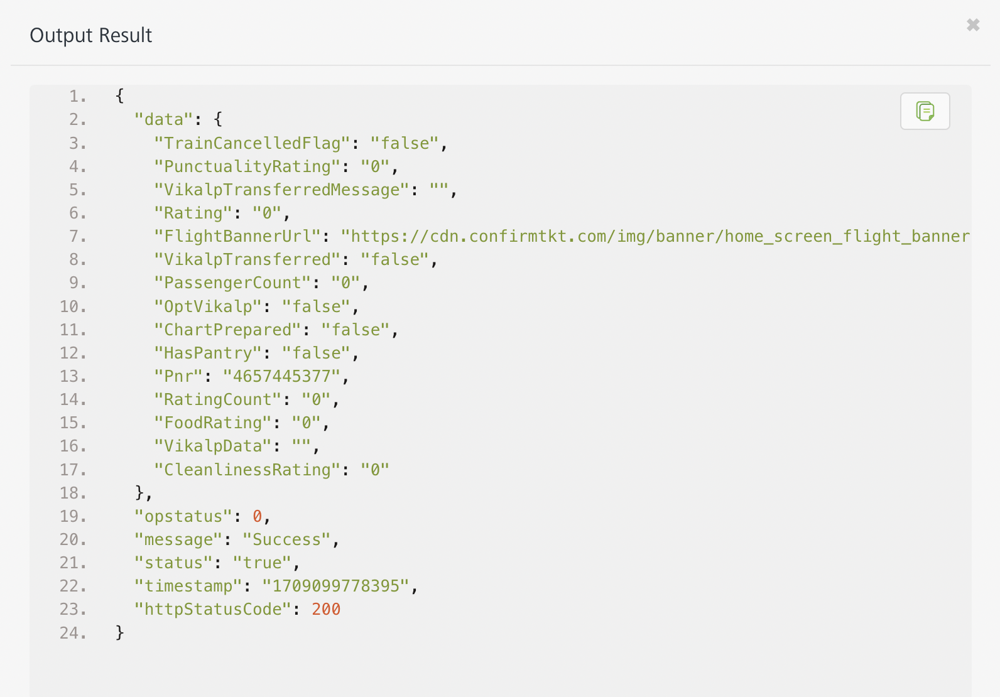 Output Result
1. {
2. "data": {
3. "TrainCancelledFlag": "false",
4. "PunctualityRating": "0",
5. "VikalpTransferredMessage": "",
6. "Rating": "0",
7. "FlightBannerUrl": "https://cdn.confirmtkt.com/img/banner/home_screen_flight_banner
8. "VikalpTransferred": "false",
9. "PassengerCount": "0",
10. "OptVikalp": "false",
11. "ChartPrepared": "false",
12. "HasPantry": "false",
13. "Pnr": "4657445377",
14. "RatingCount": "0",
15. "FoodRating": "0",
16. "VikalpData": "",
17. "CleanlinessRating": "0"
18. },
19. "opstatus": 0,
20. "message": "Success",
21. "status": "true",
22. "timestamp": "1709099778395",
23. "httpStatusCode": 200
24. }